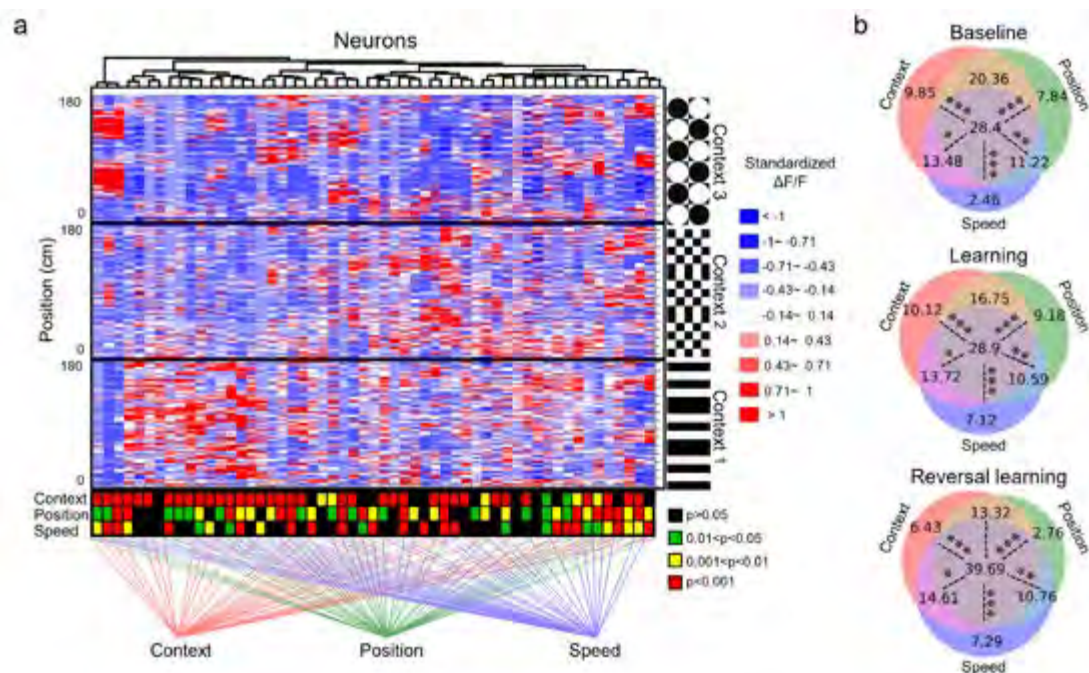 a
b
Neurons
Baseline
Context
Position
9.85
20.36
7.84
28.4
13.48
11.22
2.46
Speed
Learning
Context
Position
10.12
16.75
9.18
28.9
13.72
10.59
7.12
Speed
Reversal learning
Context
Position
6.43
13.32
2.76
39.69
14.61
10.76
7.29
Speed
Position (cm)
180
0
180
0
180
0
Context 3
Context 2
Context 1
Standardized
ΔF/F
< -1
-1~ -0.71
-0.71~ -0.43
-0.43~ -0.14
-0.14~ 0.14
0.14~ 0.43
0.43~ 0.71
0.71~ 1
> 1
Context
Position
Speed
p>0.05
0.01<p<0.05
0.001<p<0.01
p<0.001
Context
Position
Speed